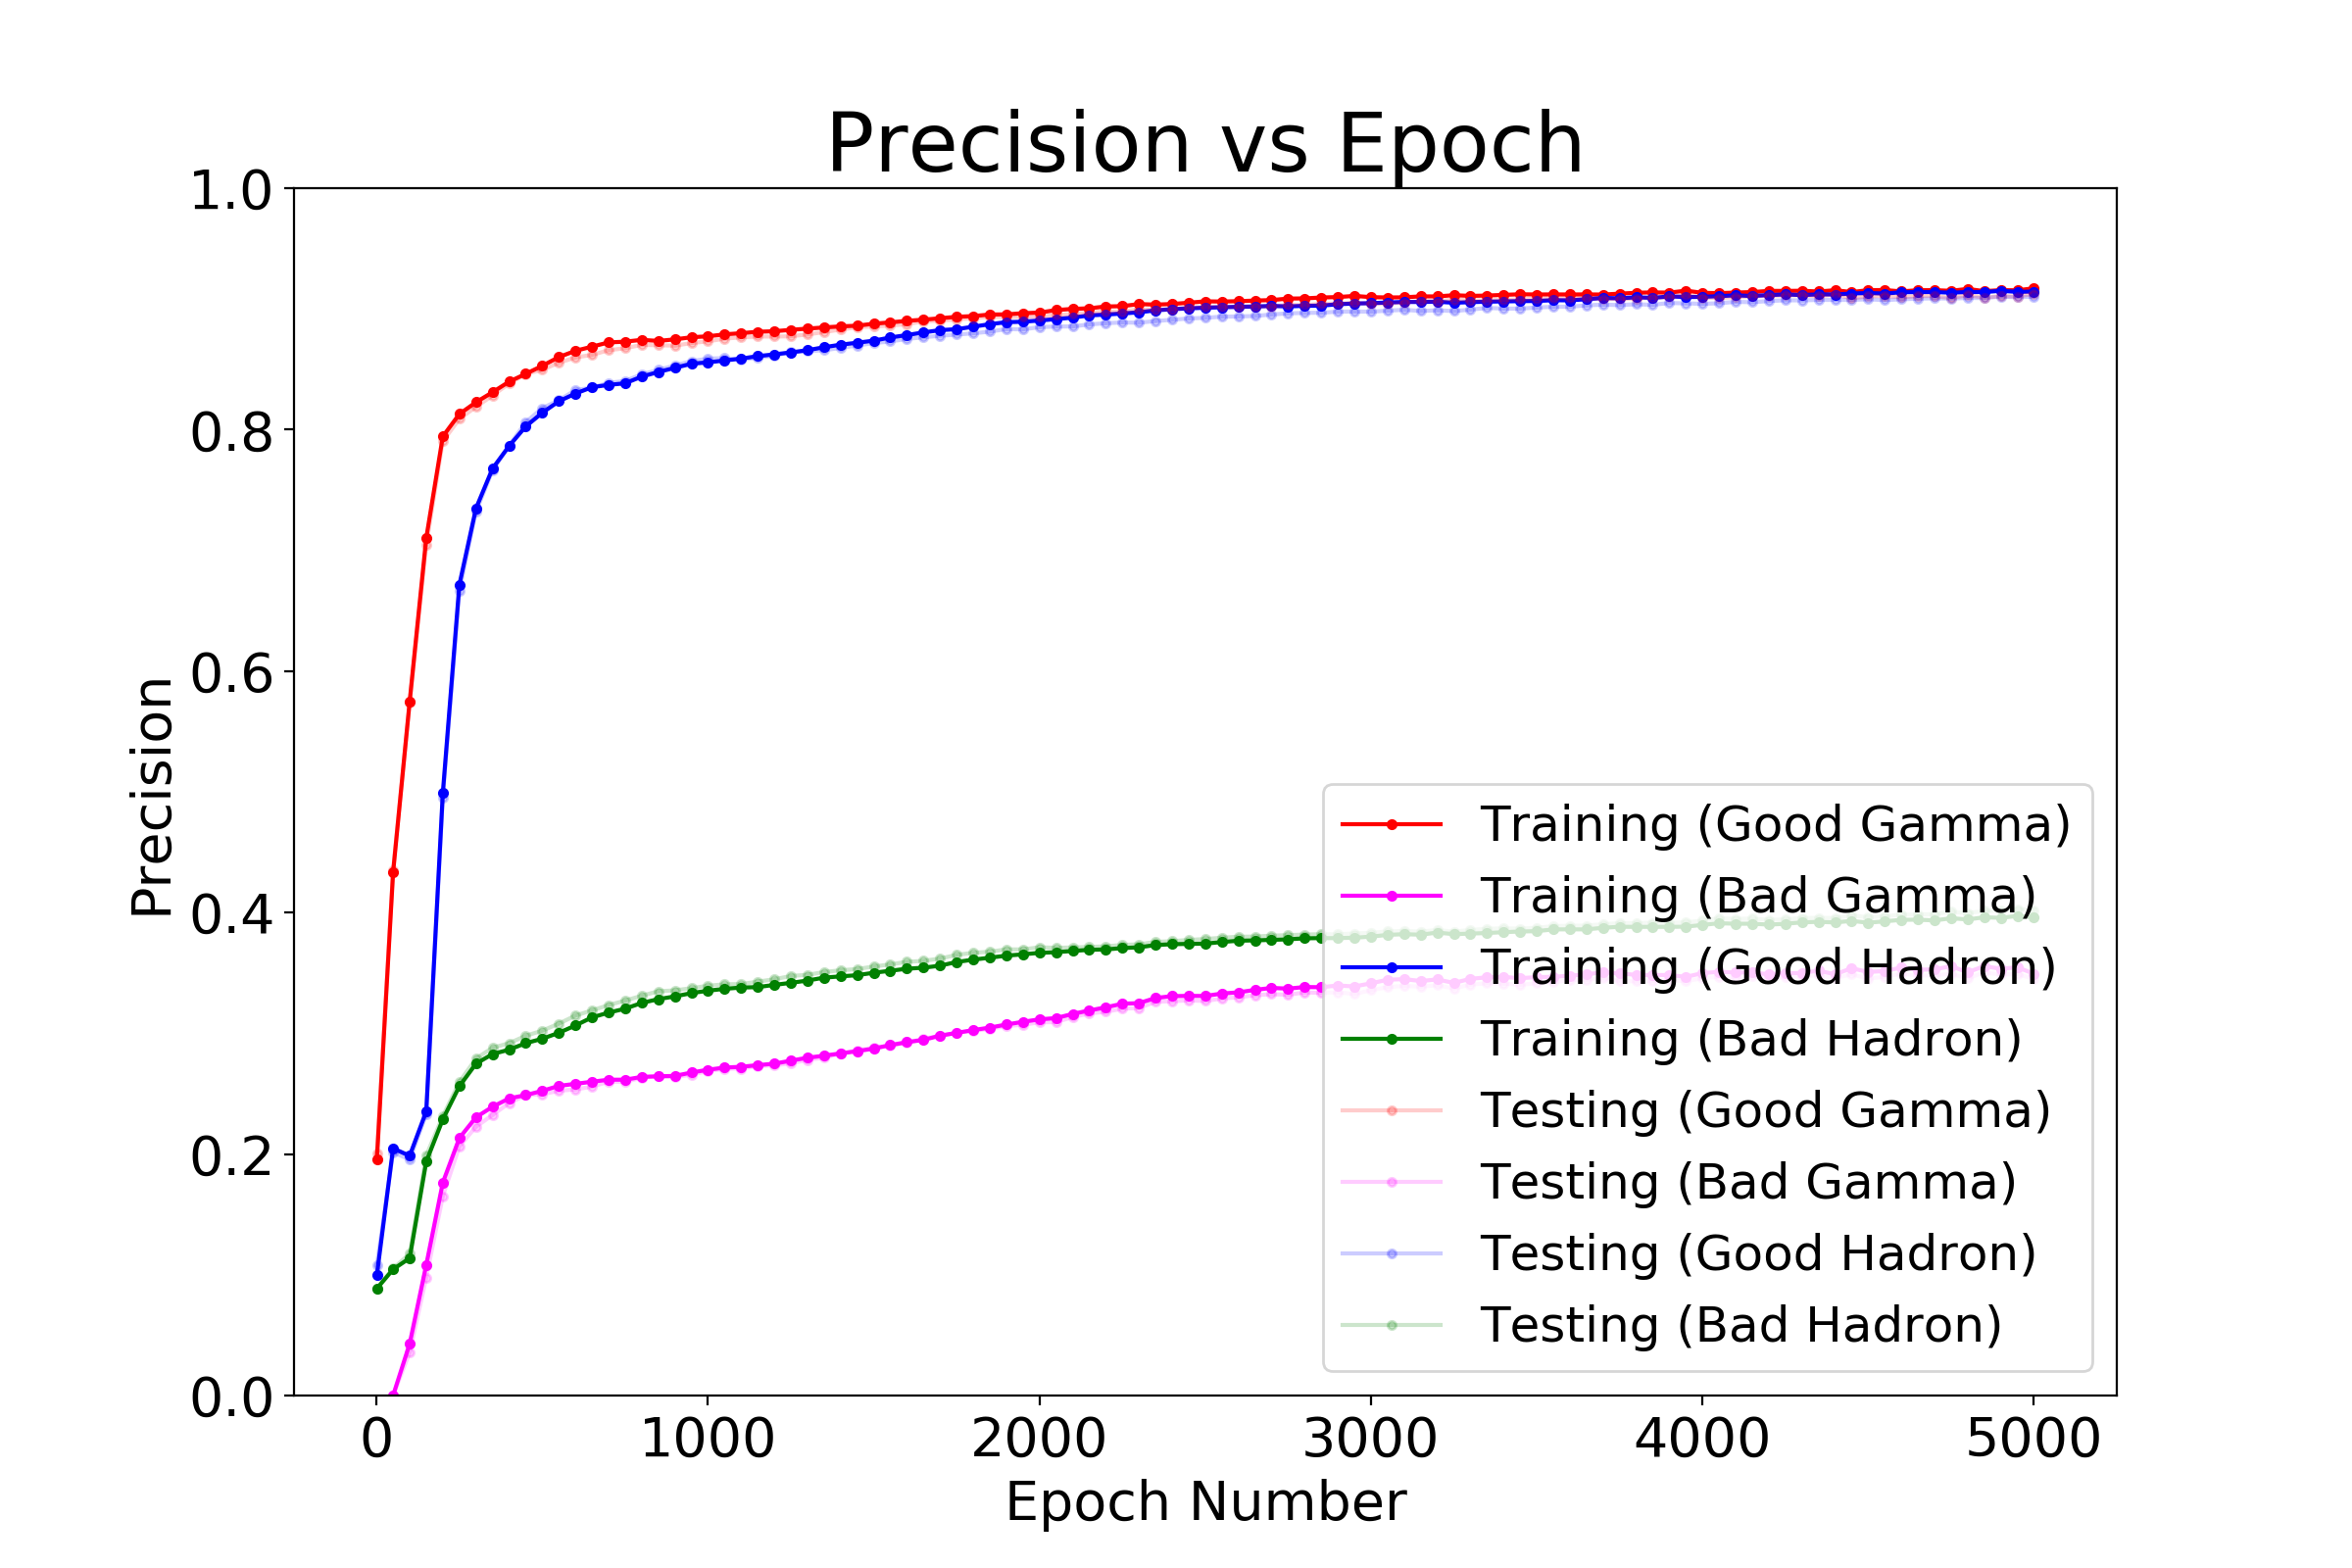 Precision vs Epoch
1.0
0.8
0.6
0.4
0.2
0.0
Precision
Training (Good Gamma)
Training (Bad Gamma)
Training (Good Hadron)
Training (Bad Hadron)
Testing (Good Gamma)
Testing (Bad Gamma)
Testing (Good Hadron)
Testing (Bad Hadron)
0 1000 2000 3000 4000 5000
Epoch Number